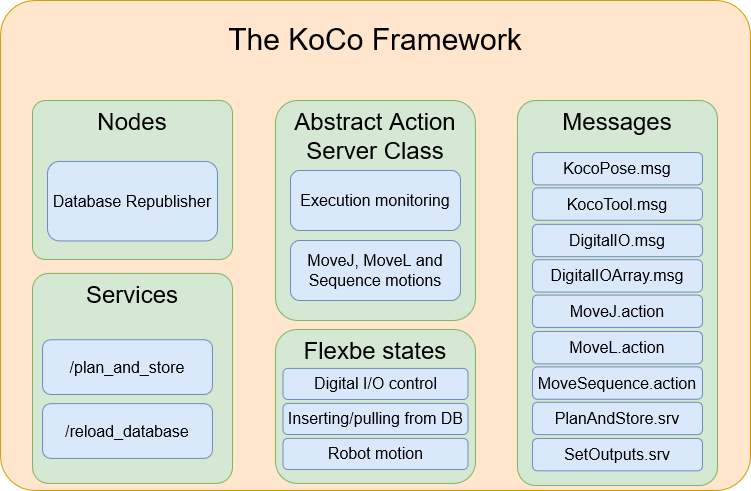 The KoCo Framework
Nodes
Database Republisher
Services
/plan_and_store
/reload_database
Abstract Action
Server Class
Execution monitoring
MoveJ, MoveL and
Sequence motions
Flexbe states
Digital I/O control
Inserting/pulling from DB
Robot motion
Messages
KocoPose.msg
KocoTool.msg
DigitalIO.msg
DigitalIOArray.msg
MoveJ.action
MoveL.action
MoveSequence.action
PlanAndStore.srv
SetOutputs.srv